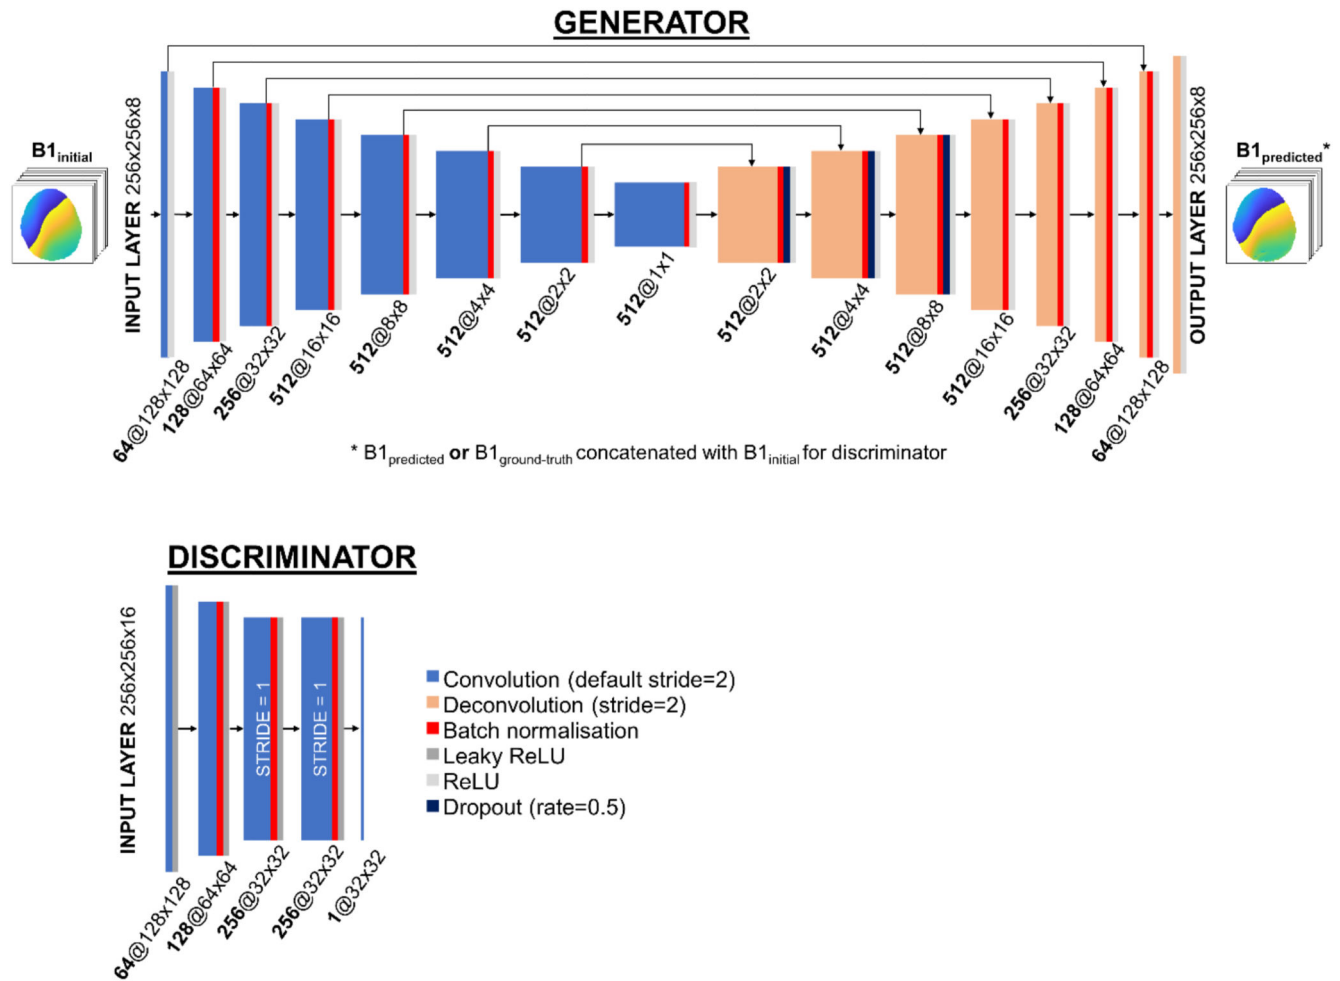 GENERATOR
B1initial
INPUT LAYER 256x256x8
64@128x128
128@64x64
256@32x32
512@16x16
512@8x8
512@4x4
512@2x2
512@1x1
512@2x2
512@4x4
512@8x8
512@16x16
256@32x32
128@64x64
64@128x128
OUTPUT LAYER 256x256x8
B1predicted*
* B1predicted or B1ground-truth concatenated with B1initial for discriminator
DISCRIMINATOR
INPUT LAYER 256x256x16
STRIDE = 1
STRIDE = 1
64@128x128
128@64x64
256@32x32
256@32x32
1@32x32
Convolution (default stride=2)
Deconvolution (stride=2)
Batch normalisation
Leaky ReLU
ReLU
Dropout (rate=0.5)